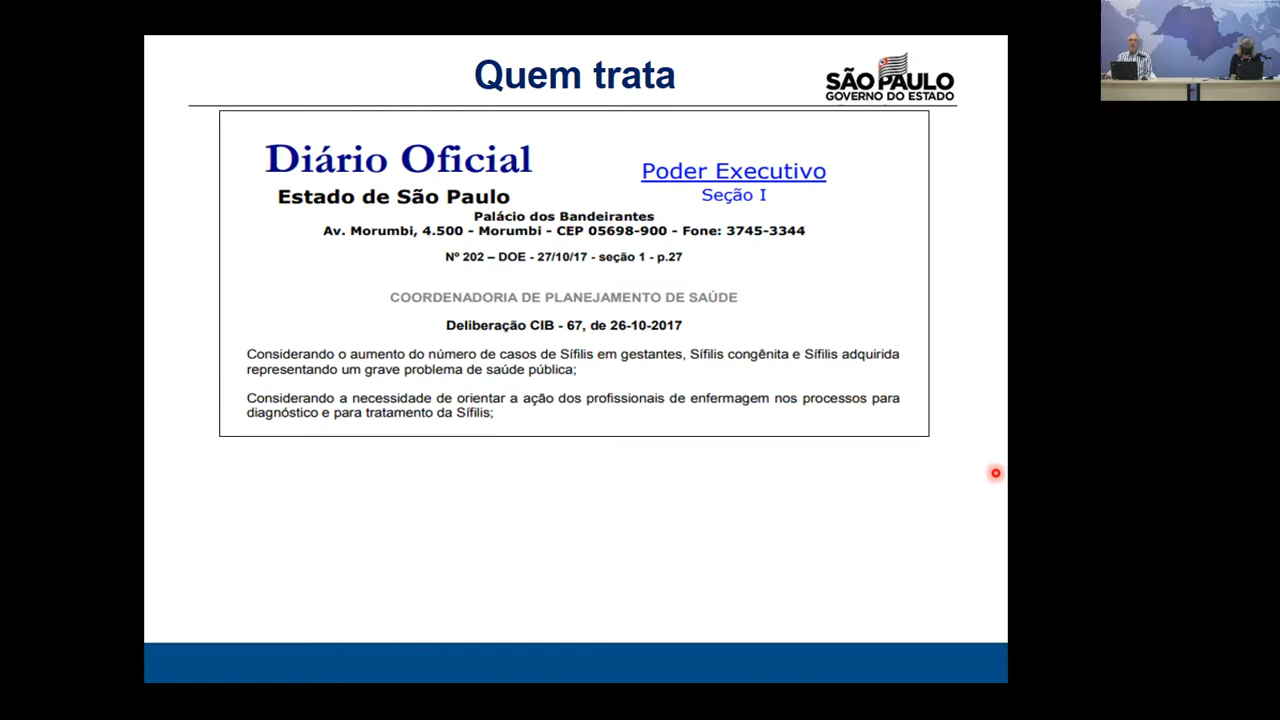 Quem trata
SÃO PAULO
GOVERNO DO ESTADO
Diário Oficial
Estado de São Paulo
Poder Executivo
Seção I
Palácio dos Bandeirantes
Av. Morumbi, 4.500 - Morumbi - CEP 05698-900 - Fone: 3745-3344
Nº 202 – DOE - 27/10/17 - seção 1 - p.27
COORDENADORIA DE PLANEJAMENTO DE SAÚDE
Deliberação CIB - 67, de 26-10-2017
Considerando o aumento do número de casos de Sífilis em gestantes, Sífilis congênita e Sífilis adquirida
representando um grave problema de saúde pública;
Considerando a necessidade de orientar a ação dos profissionais de enfermagem nos processos para
diagnóstico e para tratamento da Sífilis;